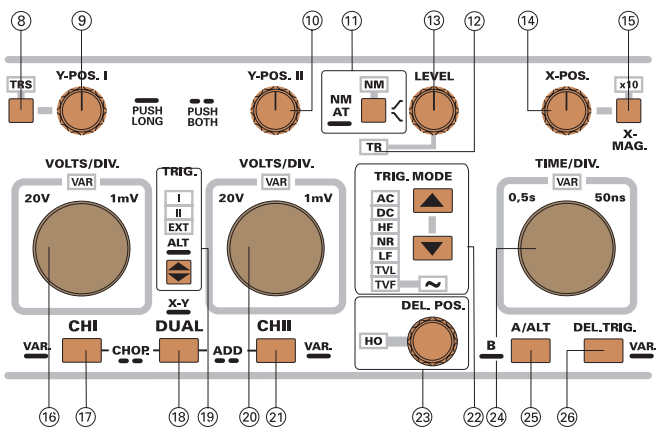 8 9 10 11 13 12 14 15
TRS Y-POS. I Y-POS. II NM LEVEL X-POS. x10
PUSH LONG
PUSH BOTH
NM AT
TR
X-MAG.
VOLTS/DIV.
VAR
20V 1mV
TRIG.
I
II
EXT
ALT
VOLTS/DIV.
VAR
20V 1mV
TRIG. MODE
AC
DC
HF
NR
LF
TVL
TVF ~
TIME/DIV.
VAR
0,5s 50ns
X-Y
DEL. POS.
HO
CHI DUAL CHII
VAR. CHOP. ADD VAR.
B A/ALT DEL.TRIG. VAR.
16 17 18 19 20 21 23 22 24 25 26